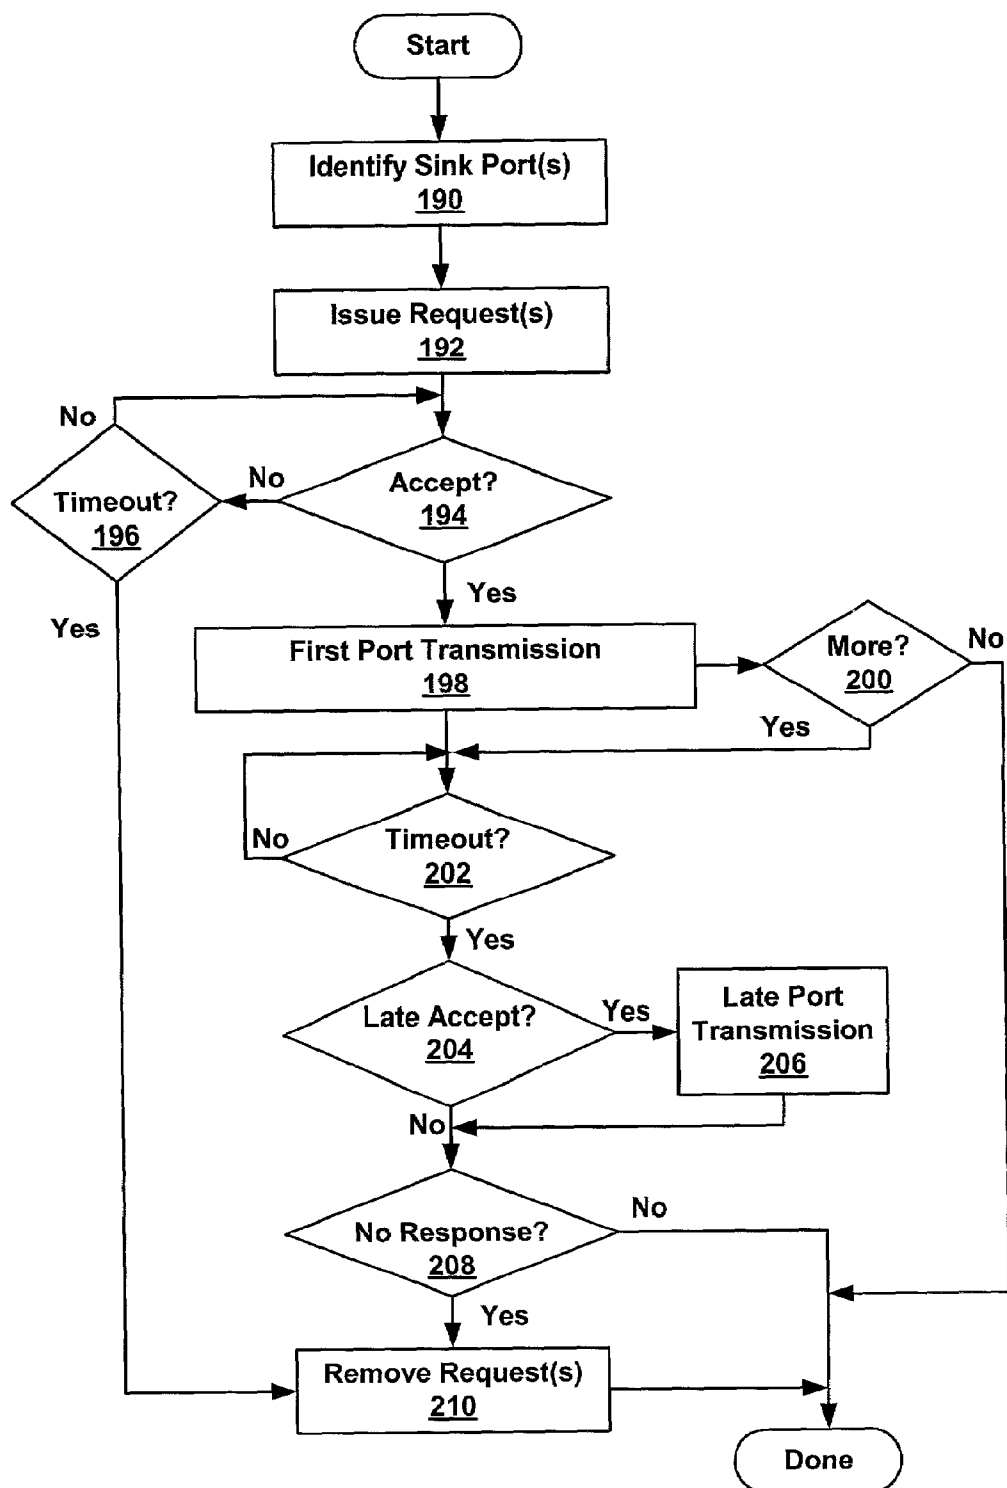 Start
Identify Sink Port(s)
190
Issue Request(s)
192
No
No
Accept?
194
Timeout?
196
Yes
Yes
First Port Transmission
198
More?
200
No
Yes
No
Timeout?
202
Yes
Late Accept?
204
Yes
Late Port
Transmission
206
No
No Response?
208
No
Yes
Remove Request(s)
210
Done